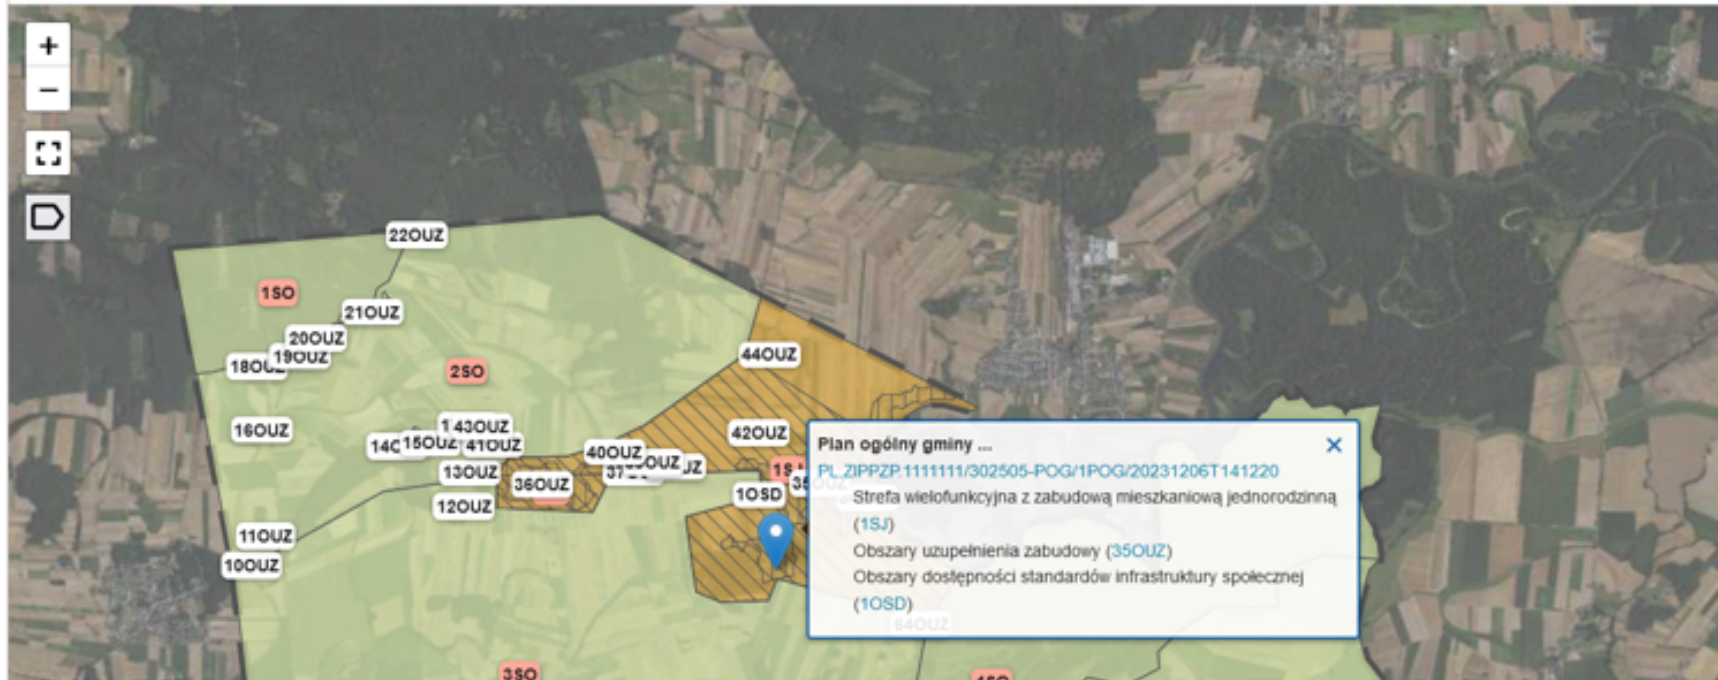 +
−
22OUZ
1SO
21OUZ
20OUZ
19OUZ
18OUZ
44OUZ
2SO
16OUZ
43OUZ
42OUZ
15OUZ
41OUZ
40OUZ
13OUZ
36OUZ
12OUZ
1OSD
11OUZ
10OUZ
Plan ogólny gminy ...
×
PL.ZIPPZP.1111111/302505-POG/1POG/20231206T141220
Strefa wielofunkcyjna z zabudową mieszkaniową jednorodzinną
(1SJ)
Obszary uzupełnienia zabudowy (35OUZ)
Obszary dostępności standardów infrastruktury społecznej
(1OSD)
64OUZ
3SO